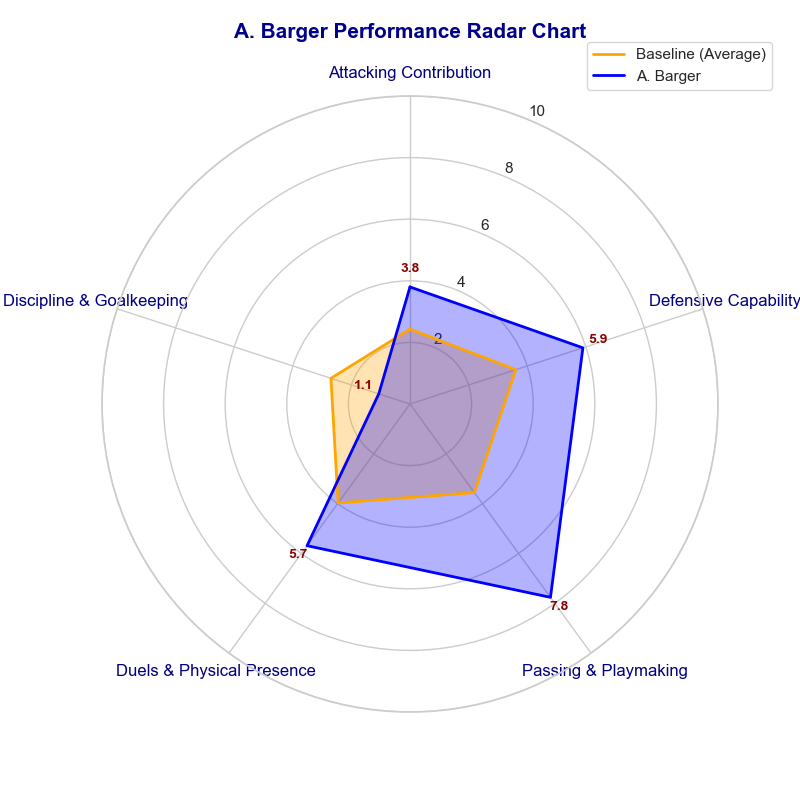 A. Barger Performance Radar Chart
Baseline (Average)
A. Barger
Attacking Contribution
10
8
6
4
2
3.8
Discipline & Goalkeeping
Defensive Capability
5.9
1.1
5.7
7.8
Duels & Physical Presence
Passing & Playmaking